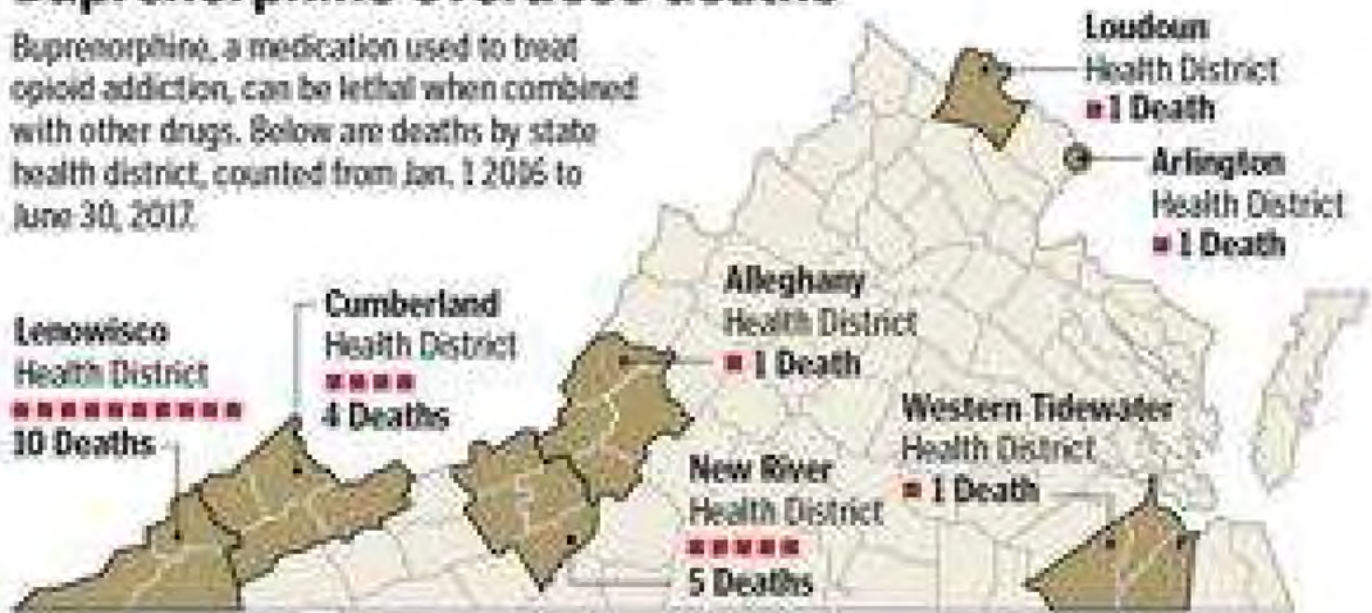 Buprenorphine, a medication used to treat
opioid addiction, can be lethal when combined
with other drugs. Below are deaths by state
health district, counted from Jan. 1 2016 to
June 30, 2017.
Loudoun
Health District
1 Death
Arlington
Health District
1 Death
Alleghany
Health District
1 Death
Cumberland
Health District
4 Deaths
Lenowisco
Health District
10 Deaths
Western Tidewater
Health District
1 Death
New River
Health District
5 Deaths